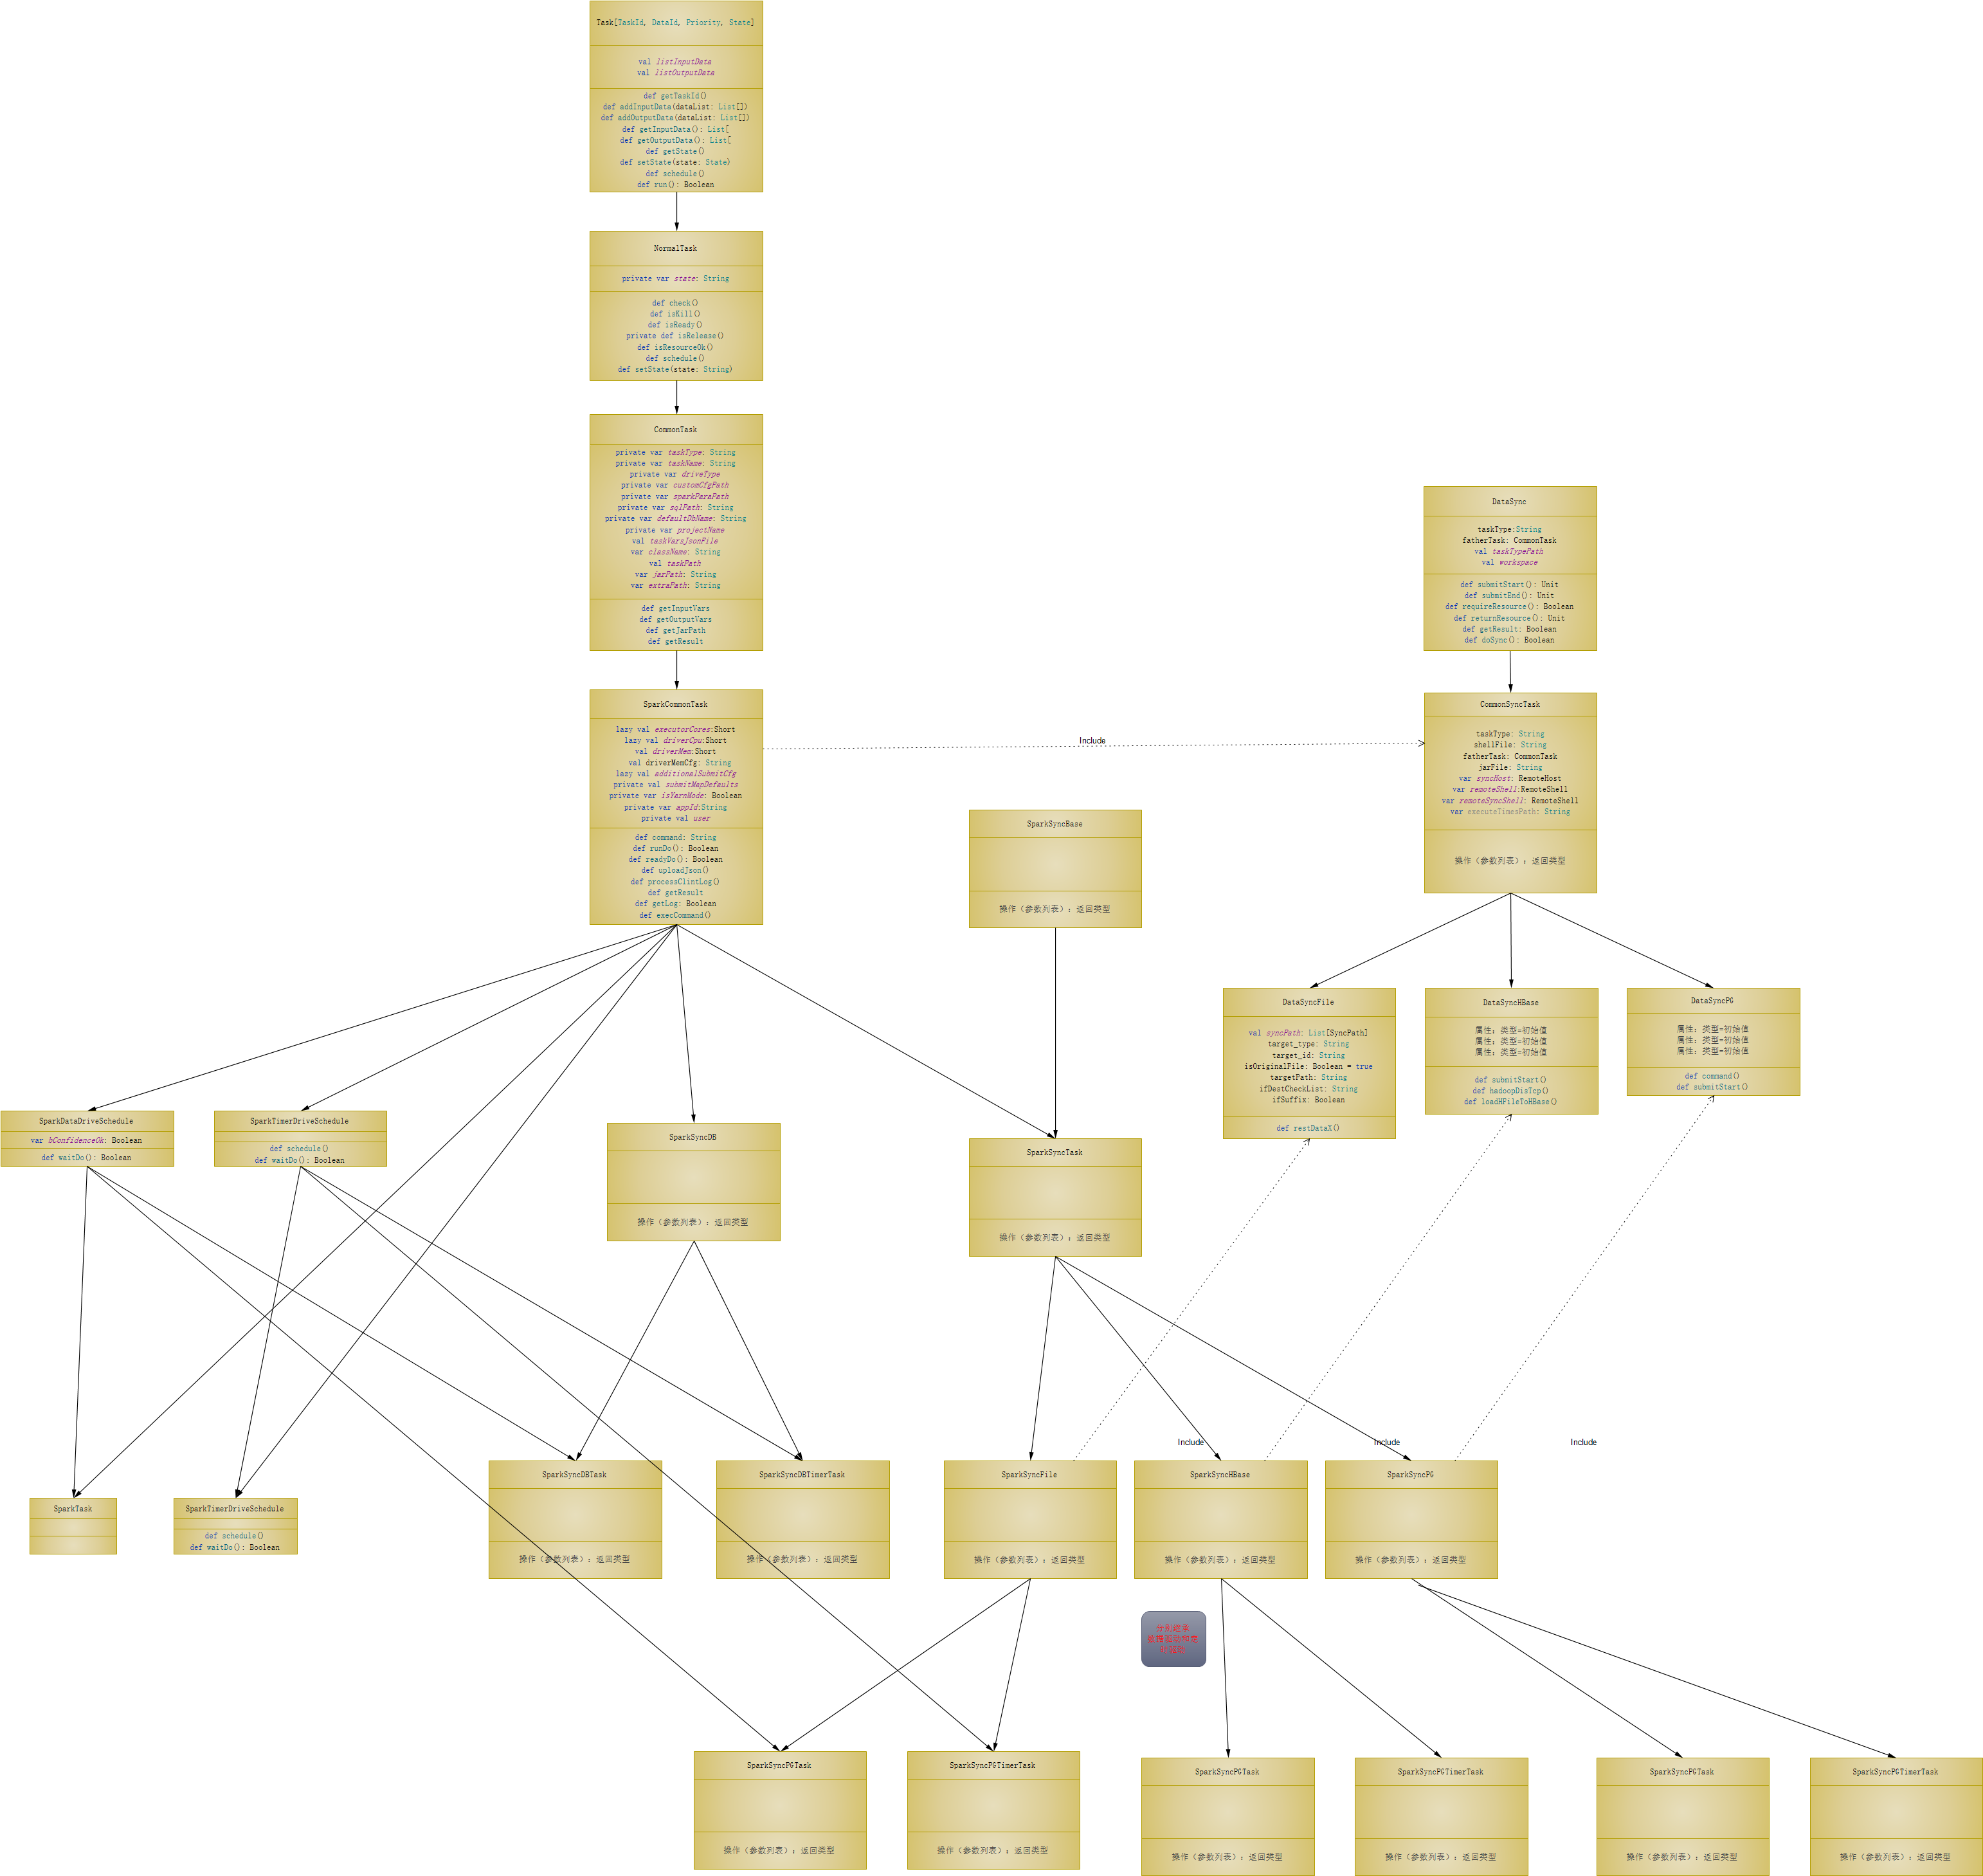 Task[TaskId, DataId, Priority, State]
val listInputData
val listOutputData
def getTaskId()
def addInputData(dataList: List[])
def addOutputData(dataList: List[])
def getInputData(): List[
def getOutputData(): List[
def getState()
def setState(state: State)
def schedule()
def run(): Boolean
NormalTask
private var state: String
def check()
def isKill()
def isReady()
private def isRelease()
def isResourceOk()
def schedule()
def setState(state: String)
CommonTask
private var taskType: String
private var taskName: String
private var driveType
private var customCfgPath
private var sparkParaPath
private var sqlPath: String
private var defaultDbName: String
private var projectName
val taskVarsJsonFile
var className: String
val taskPath
var jarPath: String
var extraPath: String
def getInputVars
def getOutputVars
def getJarPath
def getResult
DataSync
taskType:String
fatherTask: CommonTask
val taskTypePath
val workspace
def submitStart(): Unit
def submitEnd(): Unit
def requireResource(): Boolean
def returnResource(): Unit
def getResult: Boolean
def doSync(): Boolean
SparkCommonTask
lazy val executorCores:Short
lazy val driverCpu:Short
val driverMem:Short
val driverMemCfg: String
lazy val additionalSubmitCfg
private val submitMapDefaults
private var isYarnMode: Boolean
private var appId:String
private val user
def command: String
def runDo(): Boolean
def readyDo(): Boolean
def uploadJson()
def processClintLog()
def getResult
def getLog: Boolean
def execCommand()
Include
CommonSyncTask
taskType: String
shellFile: String
fatherTask: CommonTask
jarFile: String
var syncHost: RemoteHost
var remoteShell:RemoteShell
var remoteSyncShell: RemoteShell
var executeTimesPath: String
操作（参数列表）：返回类型
SparkSyncBase
操作（参数列表）：返回类型
DataSyncFile
val syncPath: List[SyncPath]
target_type: String
target_id: String
isOriginalFile: Boolean = true
targetPath: String
ifDestCheckList: String
ifSuffix: Boolean
def restDataX()
DataSyncHBase
属性：类型=初始值
属性：类型=初始值
属性：类型=初始值
def submitStart()
def hadoopDisTcp()
def loadHFileToHBase()
DataSyncPG
属性：类型=初始值
属性：类型=初始值
属性：类型=初始值
def command()
def submitStart()
SparkDataDriveSchedule
var bConfidenceOk: Boolean
def waitDo(): Boolean
SparkTimerDriveSchedule
def schedule()
def waitDo(): Boolean
SparkSyncDB
操作（参数列表）：返回类型
SparkSyncTask
操作（参数列表）：返回类型
Include
Include
Include
SparkTask
SparkTimerDriveSchedule
def schedule()
def waitDo(): Boolean
SparkSyncDBTask
操作（参数列表）：返回类型
SparkSyncDBTimerTask
操作（参数列表）：返回类型
SparkSyncFile
操作（参数列表）：返回类型
SparkSyncHBase
操作（参数列表）：返回类型
SparkSyncPG
操作（参数列表）：返回类型
分别继承
数据驱动和定
时驱动
SparkSyncPGTask
操作（参数列表）：返回类型
SparkSyncPGTimerTask
操作（参数列表）：返回类型
SparkSyncPGTask
操作（参数列表）：返回类型
SparkSyncPGTimerTask
操作（参数列表）：返回类型
SparkSyncPGTask
操作（参数列表）：返回类型
SparkSyncPGTimerTask
操作（参数列表）：返回类型